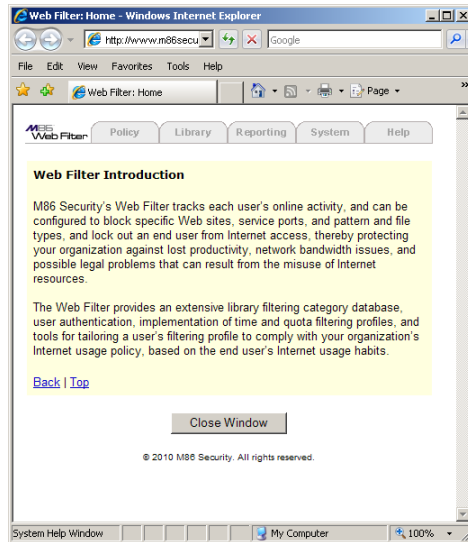 Web Filter: Home - Windows Internet Explorer
http://www.m86secu
Google
File Edit View Favorites Tools Help
Web Filter: Home
Page
»
M86
Web Filter
Policy Library Reporting System Help
Web Filter Introduction
M86 Security's Web Filter tracks each user's online activity, and can be
configured to block specific Web sites, service ports, and pattern and file
types, and lock out an end user from Internet access, thereby protecting
your organization against lost productivity, network bandwidth issues, and
possible legal problems that can result from the misuse of Internet
resources.
The Web Filter provides an extensive library filtering category database,
user authentication, implementation of time and quota filtering profiles, and
tools for tailoring a user's filtering profile to comply with your organization's
Internet usage policy, based on the end user's Internet usage habits.
Back | Top
Close Window
© 2010 M86 Security. All rights reserved.
System Help Window My Computer 100%